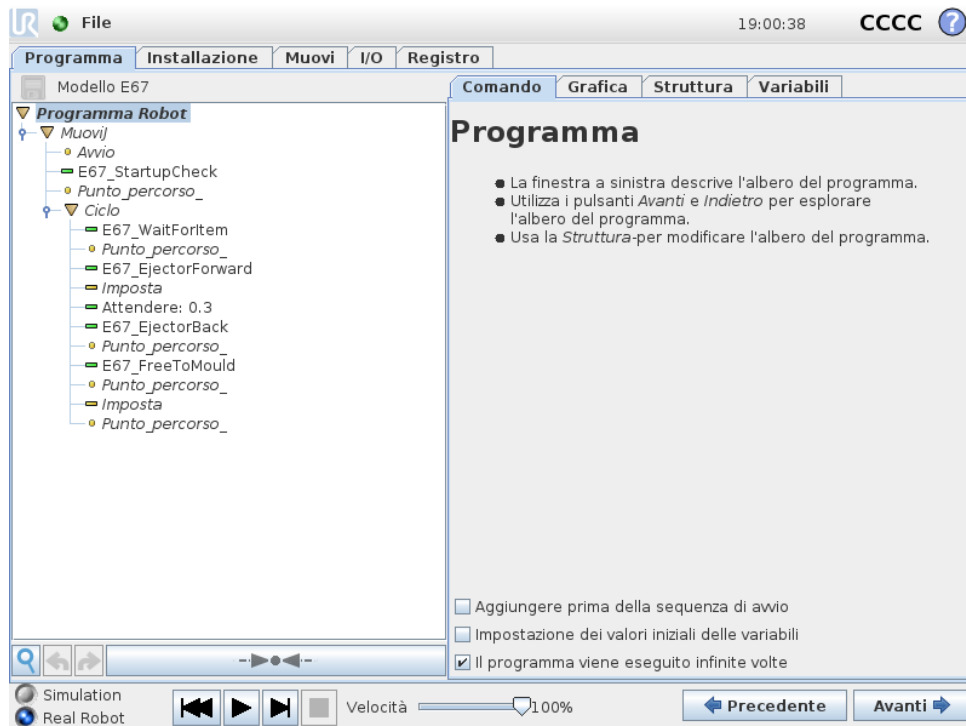 UR File 19:00:38 CCCC ?
Programma Installazione Muovi I/O Registro
Modello E67
Programma Robot
MuoviJ
Avvio
E67_StartupCheck
Punto_percorso_
Ciclo
E67_WaitForItem
Punto_percorso_
E67_EjectorForward
Imposta
Attendere: 0.3
E67_EjectorBack
Punto_percorso_
E67_FreeToMould
Punto_percorso_
Imposta
Punto_percorso_
Comando Grafica Struttura Variabili
Programma
La finestra a sinistra descrive l'albero del programma.
Utilizza i pulsanti Avanti e Indietro per esplorare
l'albero del programma.
Usa la Struttura-per modificare l'albero del programma.
Aggiungere prima della sequenza di avvio
Impostazione dei valori iniziali delle variabili
Il programma viene eseguito infinite volte
Simulation
Real Robot
Velocità 100%
Precedente Avanti